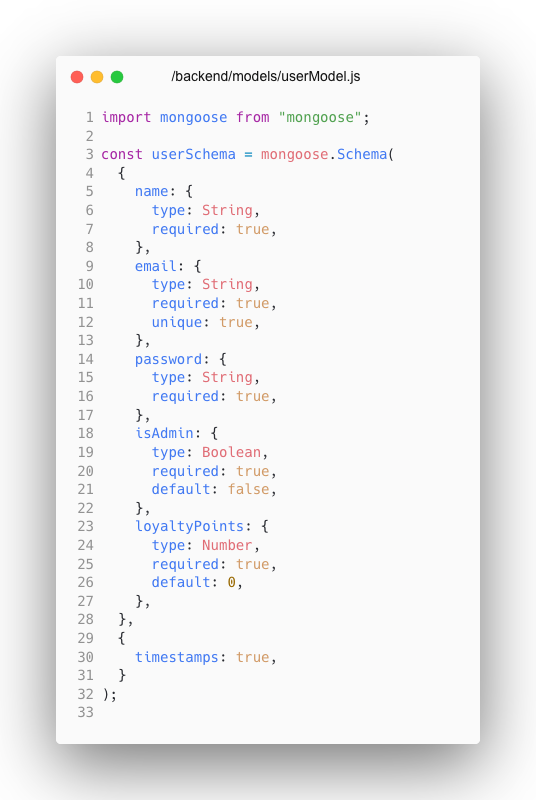 /backend/models/userModel.js
1 import mongoose from "mongoose";
2
3 const userSchema = mongoose.Schema(
4   {
5     name: {
6       type: String,
7       required: true,
8     },
9     email: {
10       type: String,
11       required: true,
12       unique: true,
13     },
14     password: {
15       type: String,
16       required: true,
17     },
18     isAdmin: {
19       type: Boolean,
20       required: true,
21       default: false,
22     },
23     loyaltyPoints: {
24       type: Number,
25       required: true,
26       default: 0,
27     },
28   },
29   {
30     timestamps: true,
31   }
32 );
33